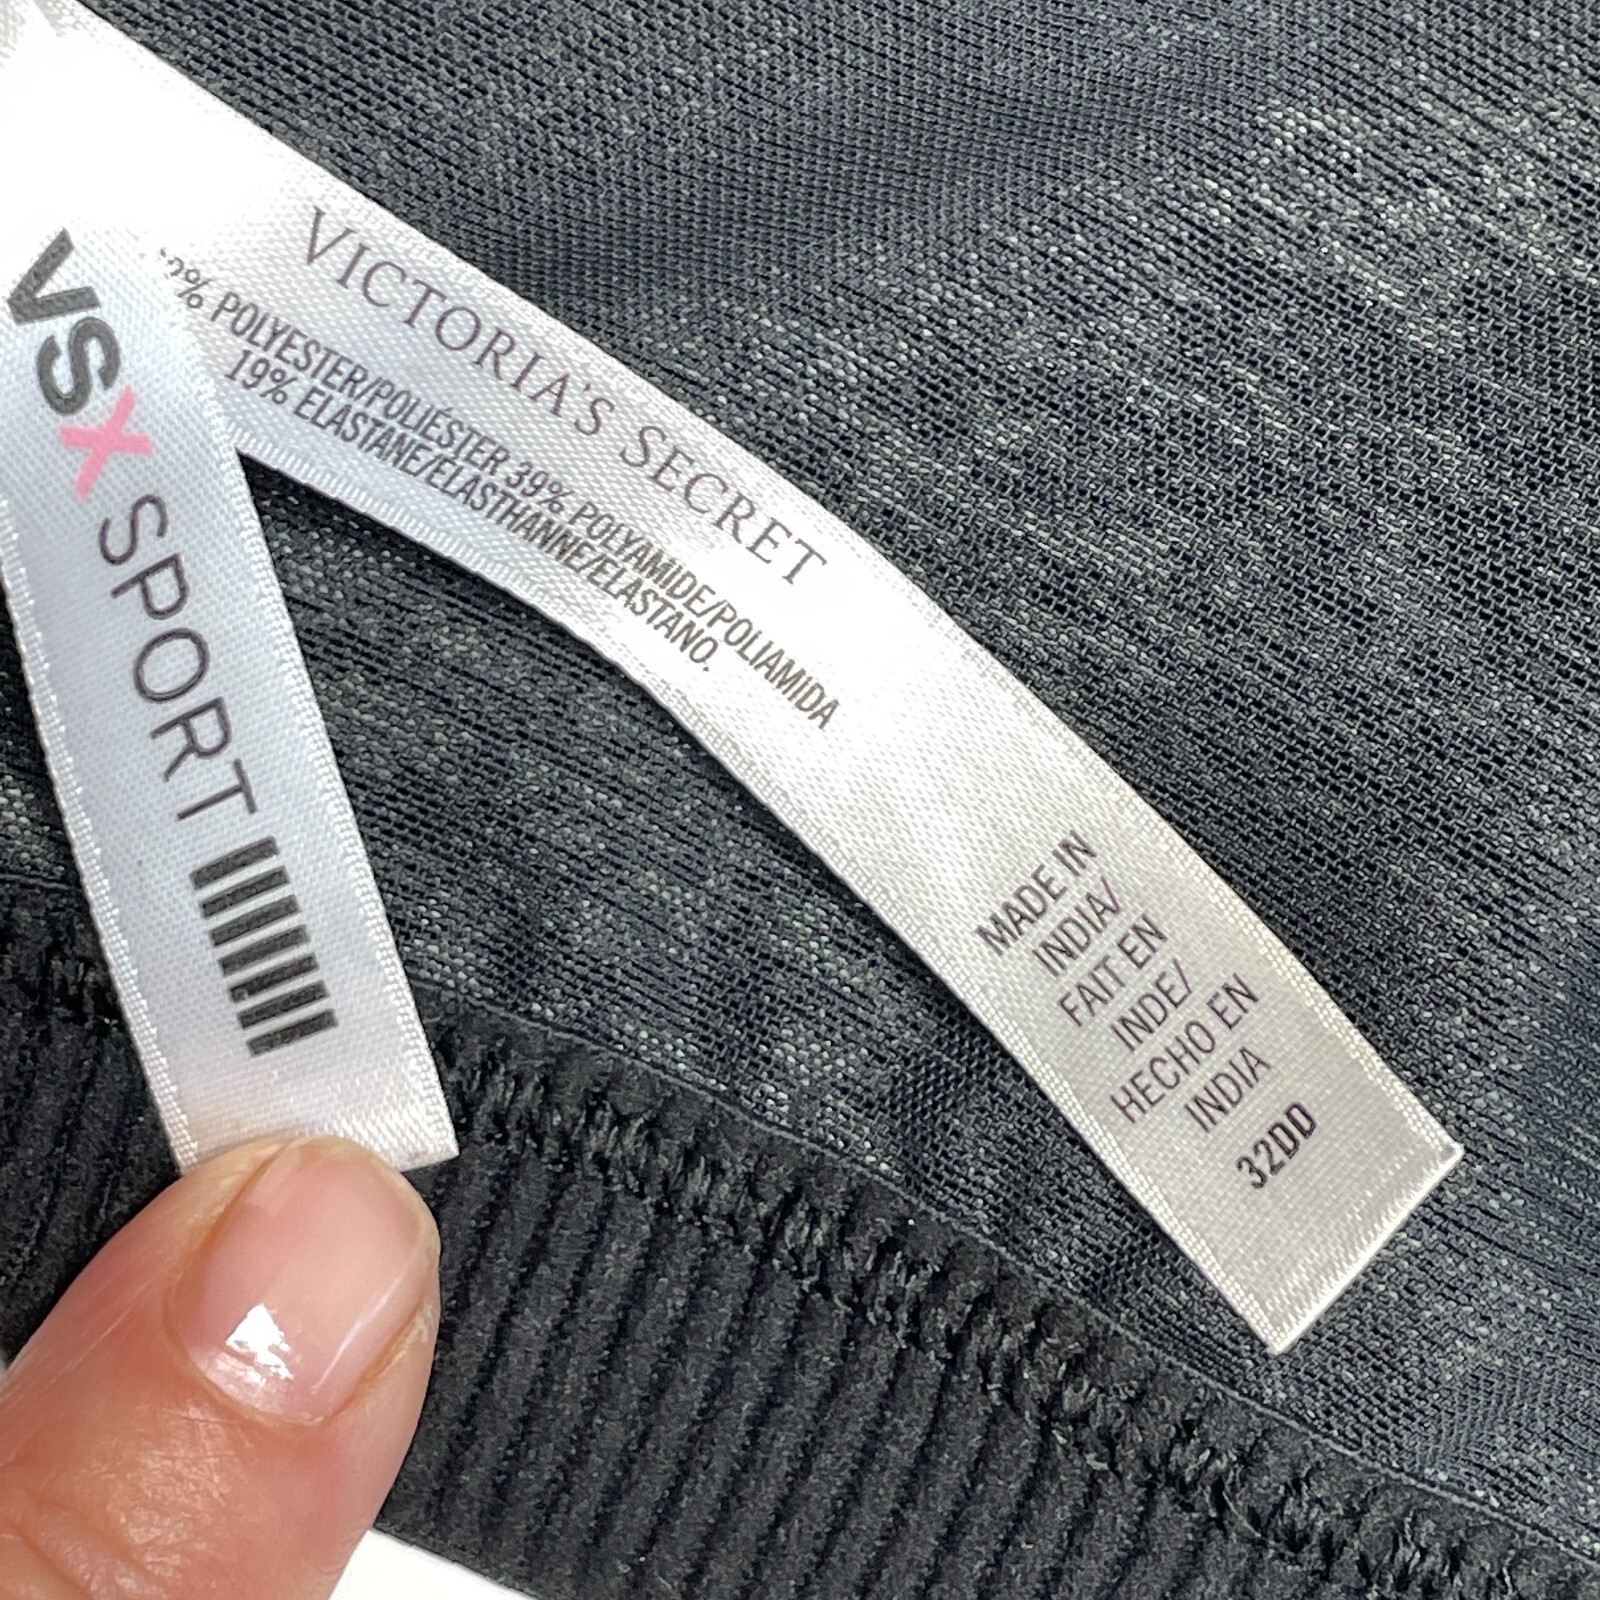 VSX SPORT
VICTORIA'S SECRET
% POLYESTER/POLIÉSTER 39% POLYAMIDE/POLIAMIDA
19% ELASTANE/ELASTHANNE/ELASTANO.
MADE IN
INDIA/
FAIT EN
INDE/
HECHO EN
INDIA
32DD